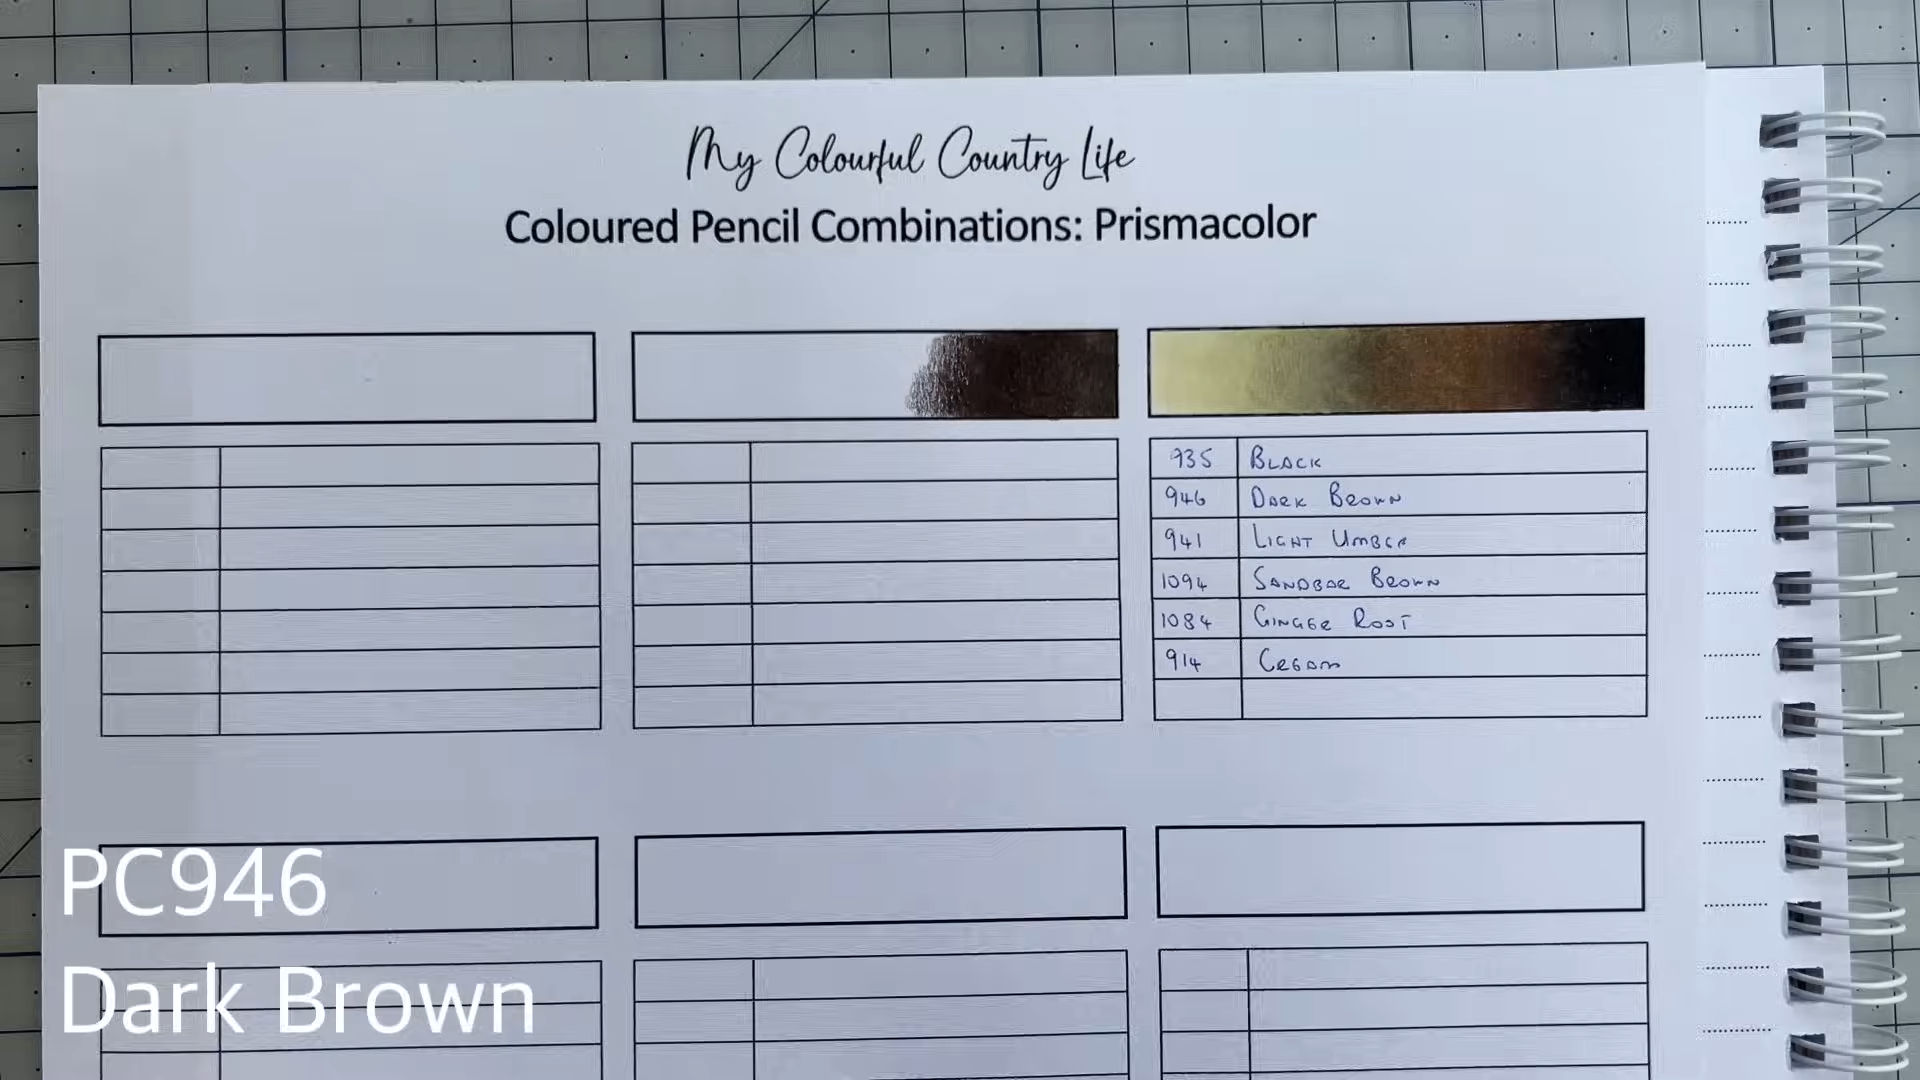 My Colourful Country Life
Coloured Pencil Combinations: Prismacolor
935 BLACK
946 DARK BROWN
941 LIGHT UMBER
1094 SANDBAR BROWN
1084 GINGER ROOT
914 CREAM
PC946
Dark Brown